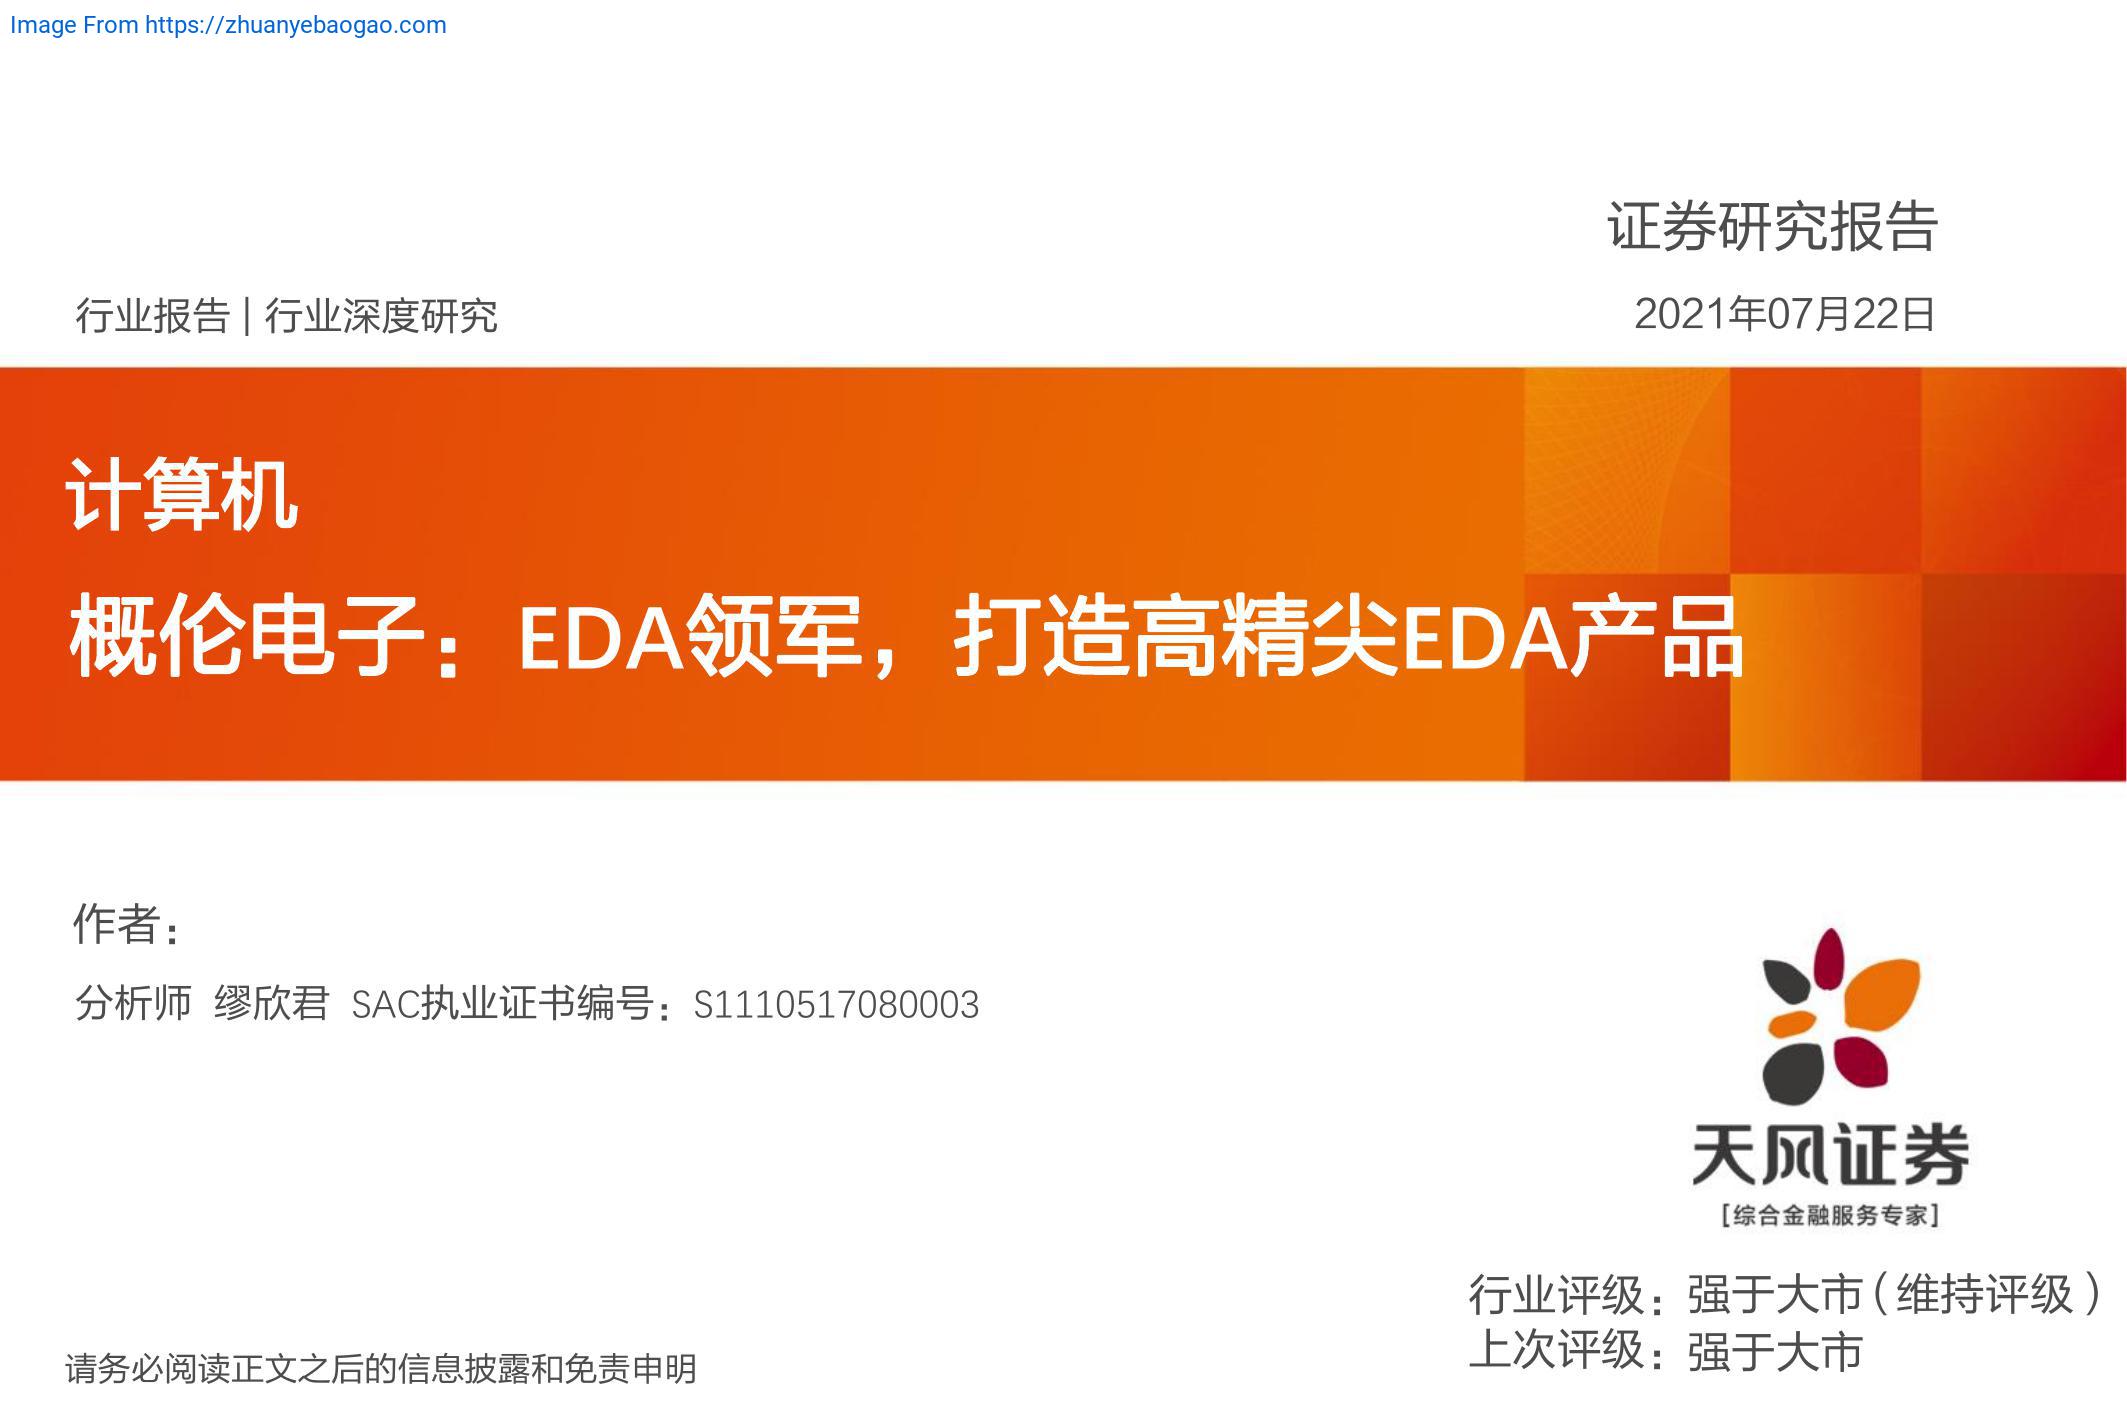 Image From https://zhuanyebaogao.com
证券研究报告
行业报告 | 行业深度研究
2021年07月22日
计算机
概伦电子：EDA领军，打造高精尖EDA产品
作者：
分析师 缪欣君 SAC执业证书编号：S1110517080003
天风证券
[综合金融服务专家]
行业评级：强于大市（维持评级）
上次评级：强于大市
请务必阅读正文之后的信息披露和免责申明